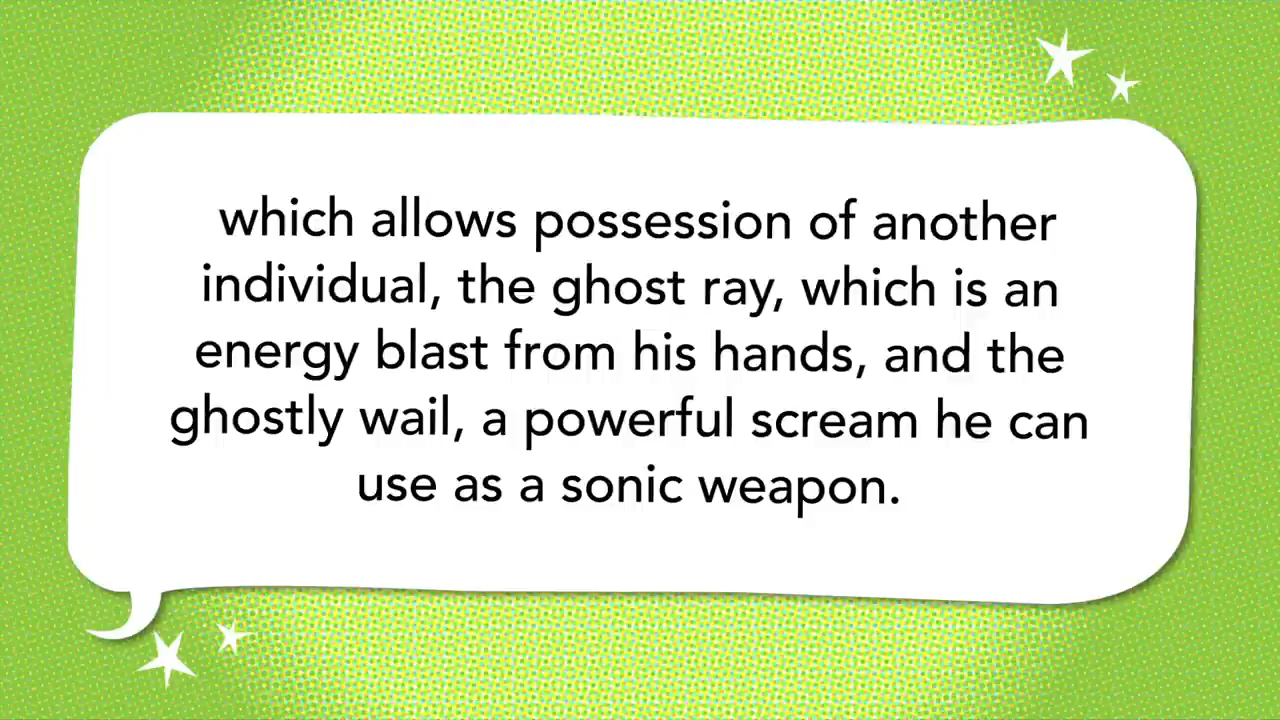 which allows possession of another
individual, the ghost ray, which is an
energy blast from his hands, and the
ghostly wail, a powerful scream he can
use as a sonic weapon.